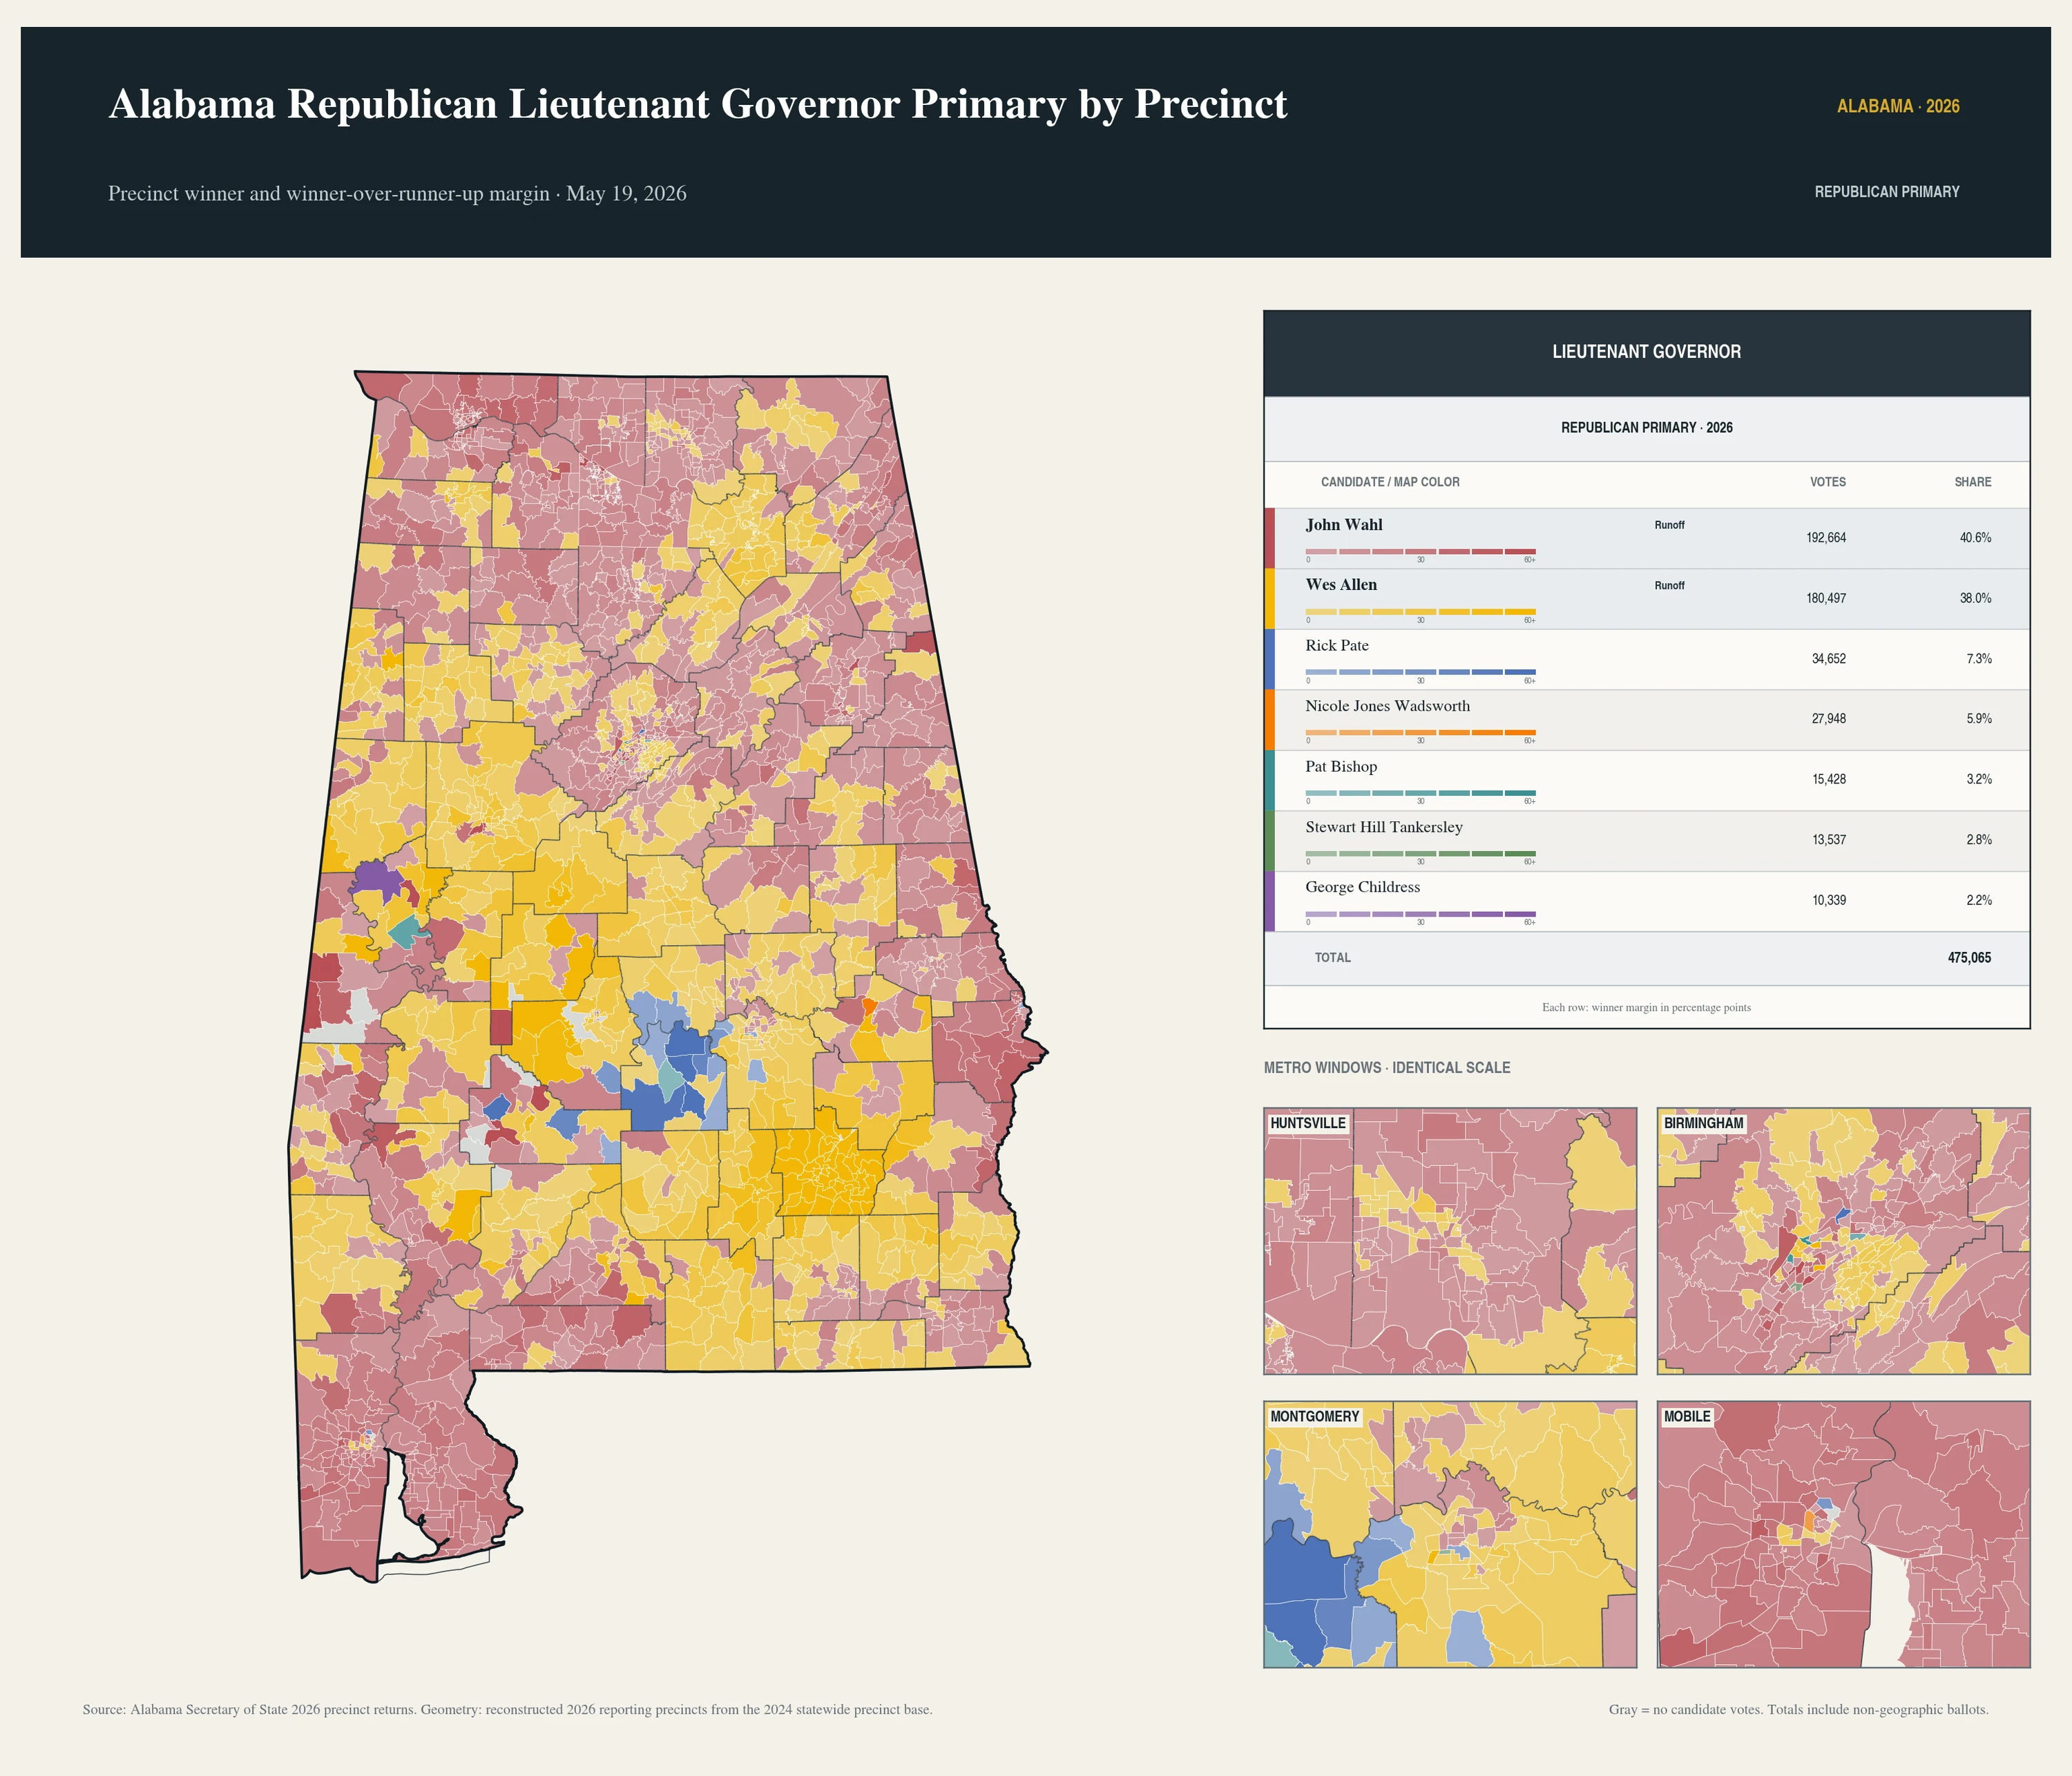 Alabama Republican Lieutenant Governor Primary by Precinct
ALABAMA · 2026
Precinct winner and winner-over-runner-up margin · May 19, 2026
REPUBLICAN PRIMARY
LIEUTENANT GOVERNOR
REPUBLICAN PRIMARY · 2026
CANDIDATE / MAP COLOR VOTES SHARE
John Wahl Runoff 192,664 40.6%
0 30 60+
Wes Allen Runoff 180,497 38.0%
0 30 60+
Rick Pate 34,652 7.3%
0 30 60+
Nicole Jones Wadsworth 27,948 5.9%
0 30 60+
Pat Bishop 15,428 3.2%
0 30 60+
Stewart Hill Tankersley 13,537 2.8%
0 30 60+
George Childress 10,339 2.2%
0 30 60+
TOTAL 475,065
Each row: winner margin in percentage points
METRO WINDOWS · IDENTICAL SCALE
HUNTSVILLE
BIRMINGHAM
MONTGOMERY
MOBILE
Source: Alabama Secretary of State 2026 precinct returns. Geometry: reconstructed 2026 reporting precincts from the 2024 statewide precinct base.
Gray = no candidate votes. Totals include non-geographic ballots.